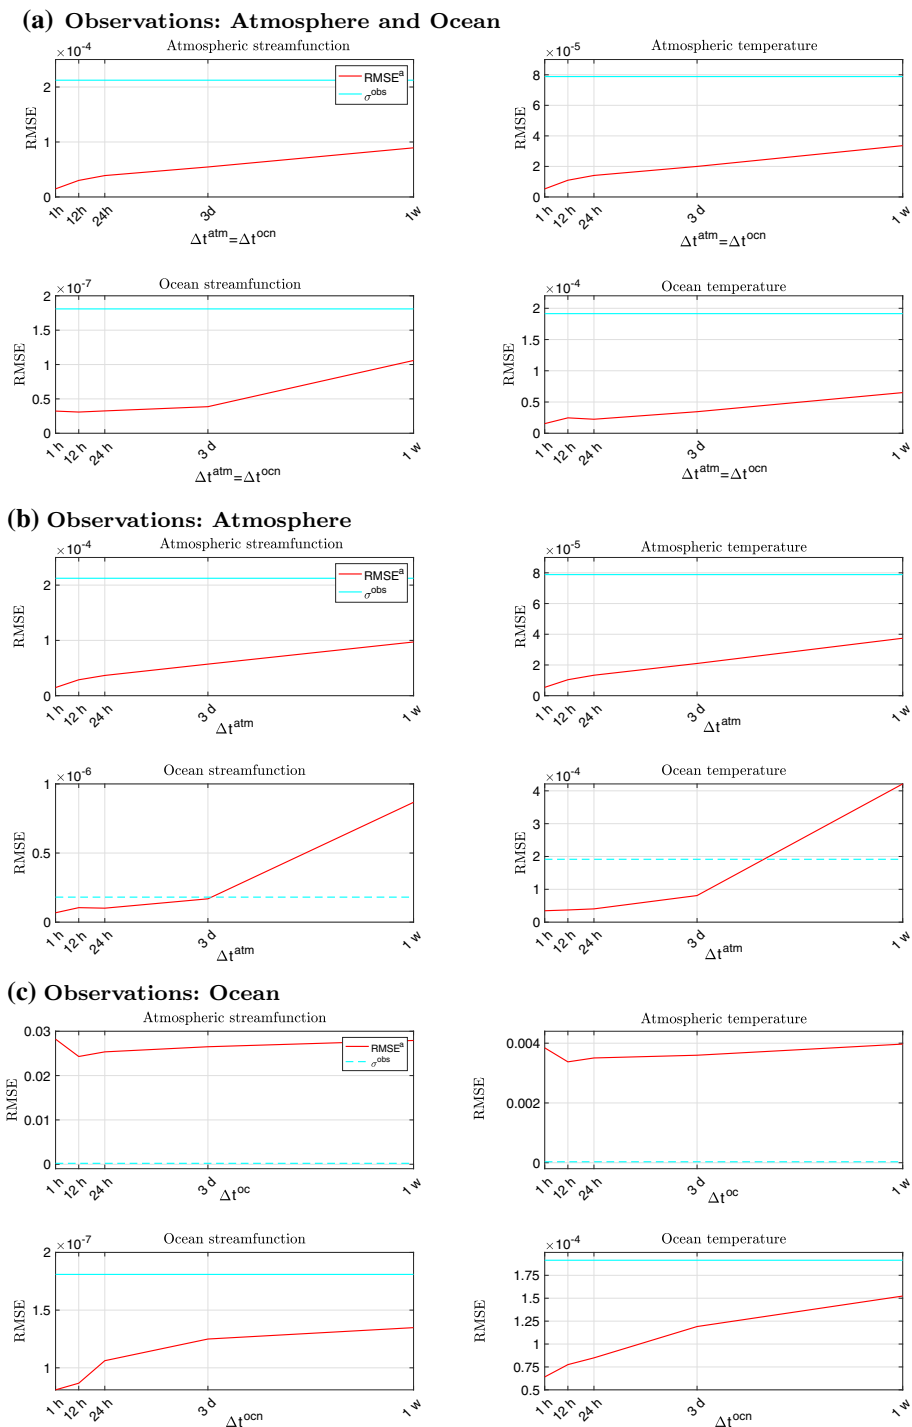 (a) Observations: Atmosphere and Ocean
Atmospheric streamfunction
×10-4
RMSE
2
1
0
RMSEa
σobs
1h 12h 24h 3d 1w
Δtatm=Δtocn
Atmospheric temperature
×10-5
RMSE
8
6
4
2
0
1 h 12 h 24 h 3 d 1 w
Δtatm=Δtocn
Ocean streamfunction
×10-7
RMSE
2
1.5
1
0.5
0
1 h 12 h 24 h 3 d 1 w
Δtatm=Δtocn
Ocean temperature
×10-4
RMSE
2
1.5
1
0.5
0
1 h 12 h 24 h 3 d 1 w
Δtatm=Δtocn
(b) Observations: Atmosphere
Atmospheric streamfunction
×10-4
RMSE
2
1
0
RMSEa
σobs
1 h 12 h 24 h 3 d 1 w
Δtatm
Atmospheric temperature
×10-5
RMSE
8
6
4
2
0
1 h 12 h 24 h 3 d 1 w
Δtatm
Ocean streamfunction
×10-6
RMSE
1
0.5
0
1 h 12 h 24 h 3 d 1 w
Δtatm
Ocean temperature
×10-4
RMSE
4
3
2
1
0
1 h 12 h 24 h 3 d 1 w
Δtatm
(c) Observations: Ocean
Atmospheric streamfunction
RMSE
0.03
0.02
0.01
0
RMSEa
σobs
1 h 12 h 24 h 3 d 1 w
Δtoc
Atmospheric temperature
RMSE
0.004
0.002
0
1 h 12 h 24 h 3 d 1 w
Δtoc
Ocean streamfunction
×10-7
RMSE
2
1.5
1
1 h 12 h 24 h 3 d 1 w
Δtocn
Ocean temperature
×10-4
RMSE
1.75
1.5
1.25
1
0.75
0.5
1 h 12 h 24 h 3 d 1 w
Δtocn